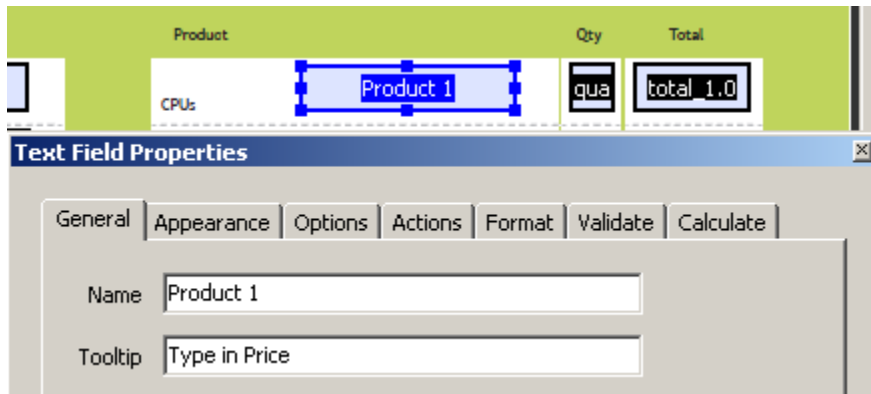 Product Qty Total
CPUs Product 1 qua total_1.0
Text Field Properties
General Appearance Options Actions Format Validate Calculate
Name Product 1
Tooltip Type in Price